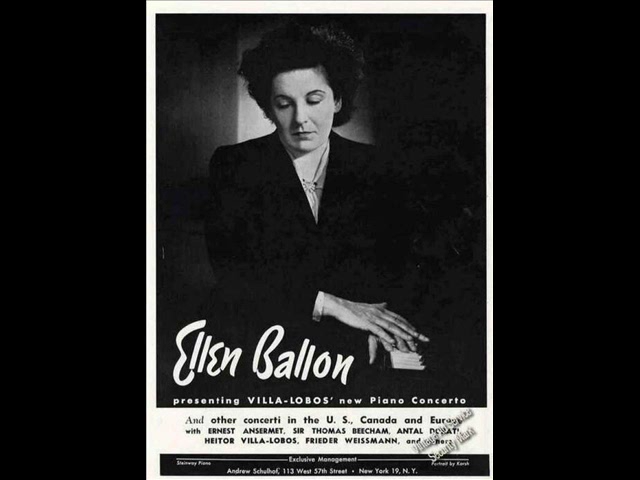 Ellen Ballon
presenting VILLA-LOBOS' new Piano Concerto
And other concerti in the U. S., Canada and
with ERNEST ANSERMET, SIR THOMAS BEECHAM, ANTAL
HEITOR VILLA-LOBOS, FRIEDER WEISSMANN, and
Exclusive Management
Steinway Piano
Portrait by Karsh
Andrew Schulhof, 113 West 57th Street • New York 19, N. Y.